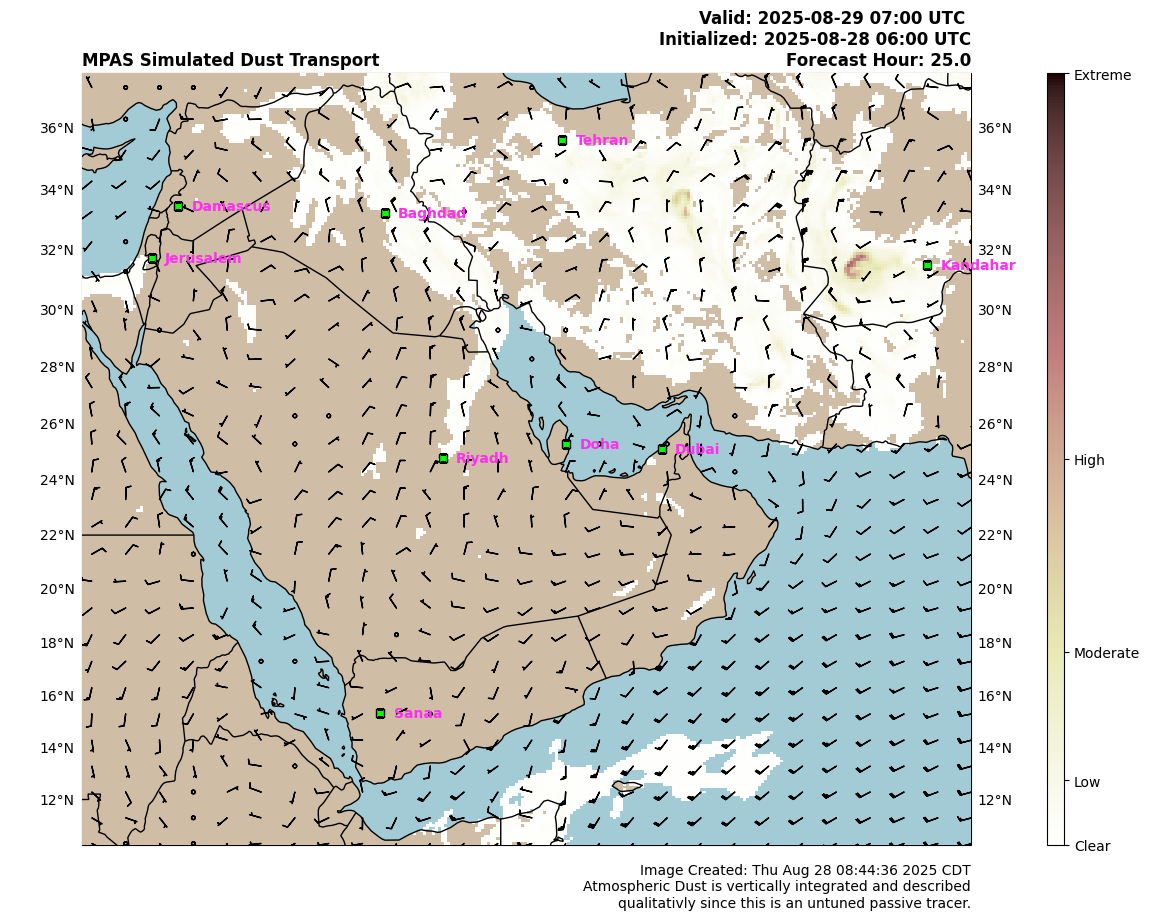 Valid: 2025-08-29 07:00 UTC
Initialized: 2025-08-28 06:00 UTC
MPAS Simulated Dust Transport
Forecast Hour: 25.0
Extreme
36°N
Tehran
36°N
34°N
34°N
Damascus
Baghdad
32°N
32°N
Jerusalem
Kandahar
30°N
30°N
28°N
28°N
26°N
26°N
Doha
Dubai
Riyadh
High
24°N
24°N
22°N
22°N
20°N
20°N
18°N
18°N
Moderate
16°N
16°N
Sanaa
14°N
14°N
Low
12°N
12°N
Clear
Image Created: Thu Aug 28 08:44:36 2025 CDT
Atmospheric Dust is vertically integrated and described
qualitativly since this is an untuned passive tracer.